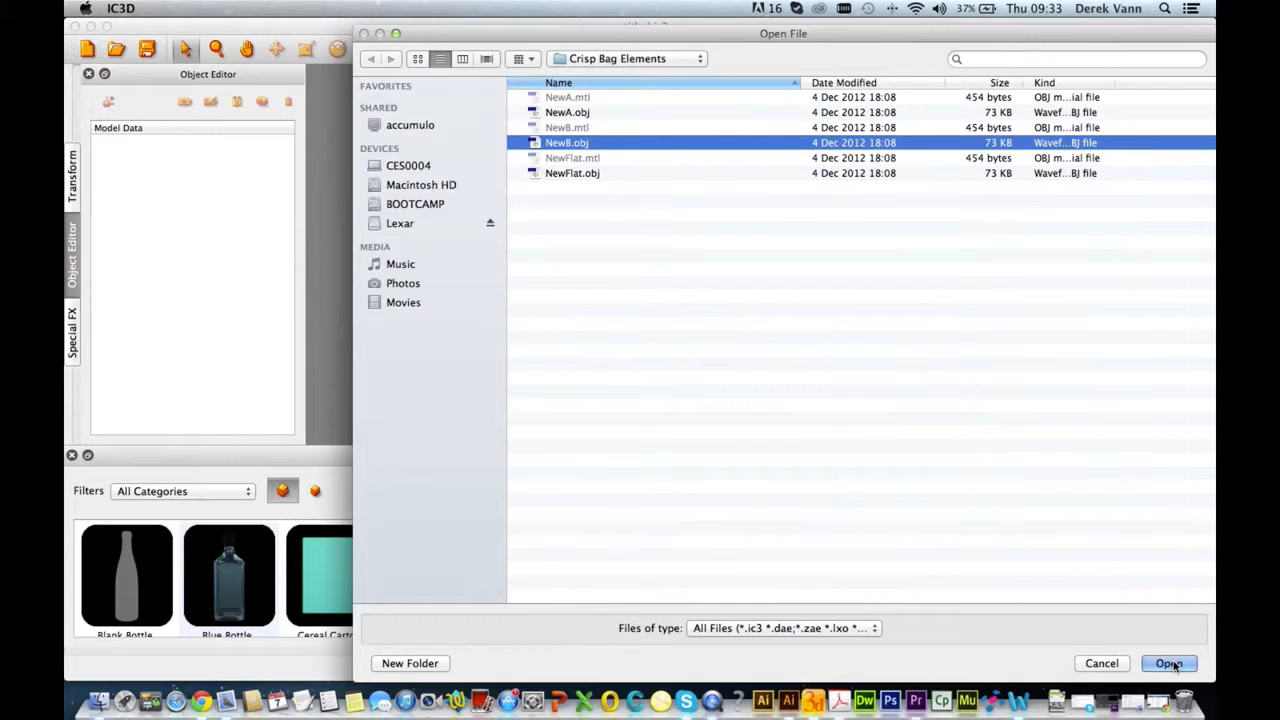 IC3D
16
37%
Thu 09:33
Derek Vann
Open File
Object Editor
Crisp Bag Elements
FAVORITES
Name
Date Modified
Size
Kind
NewA.mtl
4 Dec 2012 18:08
454 bytes
OBJ m...ial file
NewA.obj
4 Dec 2012 18:08
73 KB
Wavef...BJ file
NewB.mtl
4 Dec 2012 18:08
454 bytes
OBJ m...ial file
NewB.obj
4 Dec 2012 18:08
73 KB
Wavef...BJ file
NewFlat.mtl
4 Dec 2012 18:08
454 bytes
OBJ m...ial file
NewFlat.obj
4 Dec 2012 18:08
73 KB
Wavef...BJ file
SHARED
accumulo
DEVICES
CES0004
Macintosh HD
BOOTCAMP
Lexar
MEDIA
Music
Photos
Movies
Model Data
Transform
Object Editor
Special FX
Filters
All Categories
Blank Bottle
Blue Bottle
Cereal Carto
Files of type:
All Files (*.ic3 *.dae;*.zae *.lxo *...
New Folder
Cancel
Open